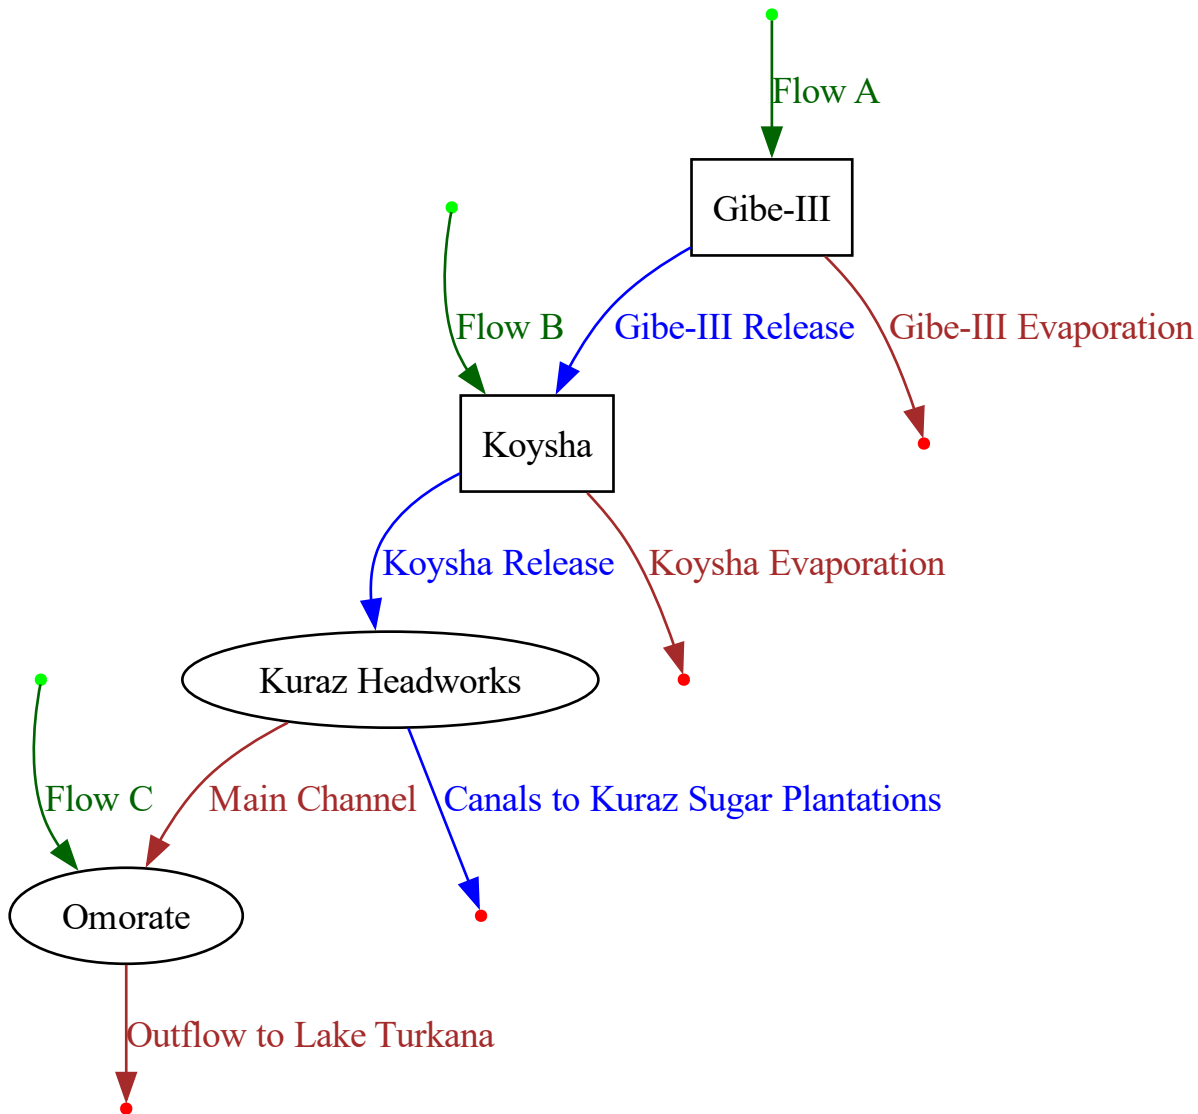 Flow A
Gibe-III
Flow B
Gibe-III Release
Gibe-III Evaporation
Koysha
Koysha Release
Koysha Evaporation
Kuraz Headworks
Flow C
Main Channel
Canals to Kuraz Sugar Plantations
Omorate
Outflow to Lake Turkana